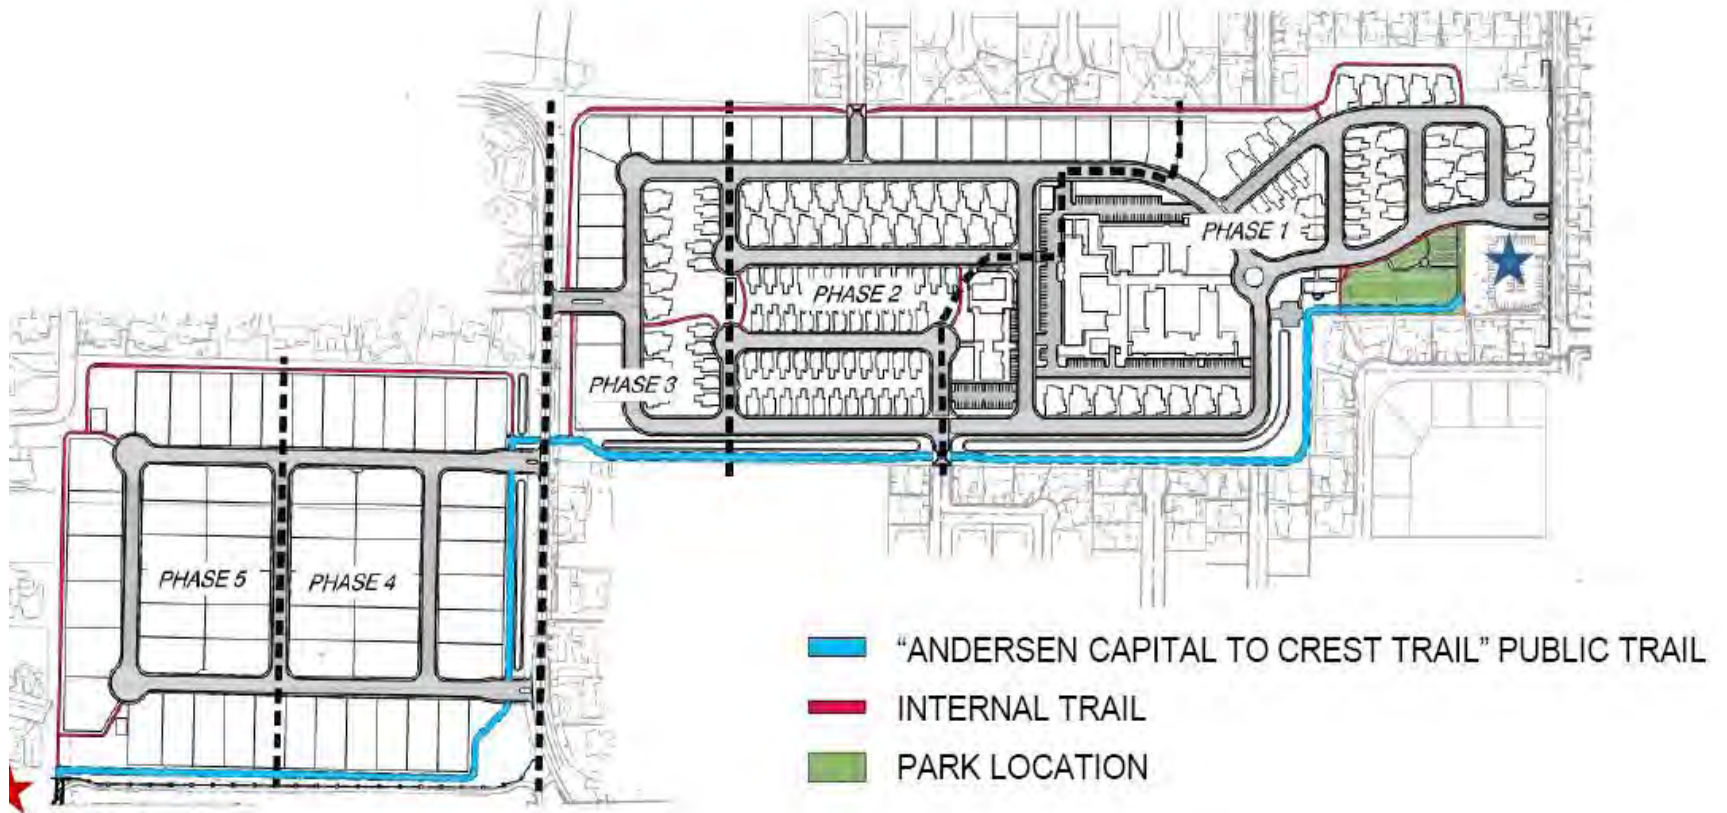 PHASE 1
PHASE 2
PHASE 3
PHASE 5
PHASE 4
"ANDERSEN CAPITAL TO CREST TRAIL" PUBLIC TRAIL
INTERNAL TRAIL
PARK LOCATION